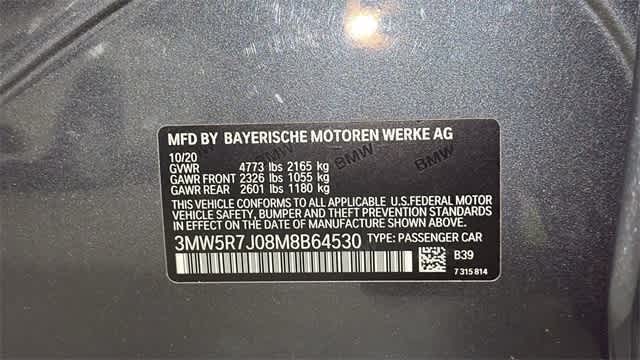 MFD BY BAYERISCHE MOTOREN WERKE AG
10/20
GVWR 4773 lbs 2165 kg
GAWR FRONT 2326 lbs 1055 kg
GAWR REAR 2601 lbs 1180 kg
BMW BMW BMW
THIS VEHICLE CONFORMS TO ALL APPLICABLE U.S.FEDERAL MOTOR
VEHICLE SAFETY, BUMPER AND THEFT PREVENTION STANDARDS
IN EFFECT ON THE DATE OF MANUFACTURE SHOWN ABOVE.
3MW5R7J08M8B64530 TYPE: PASSENGER CAR
B39
7 315 814